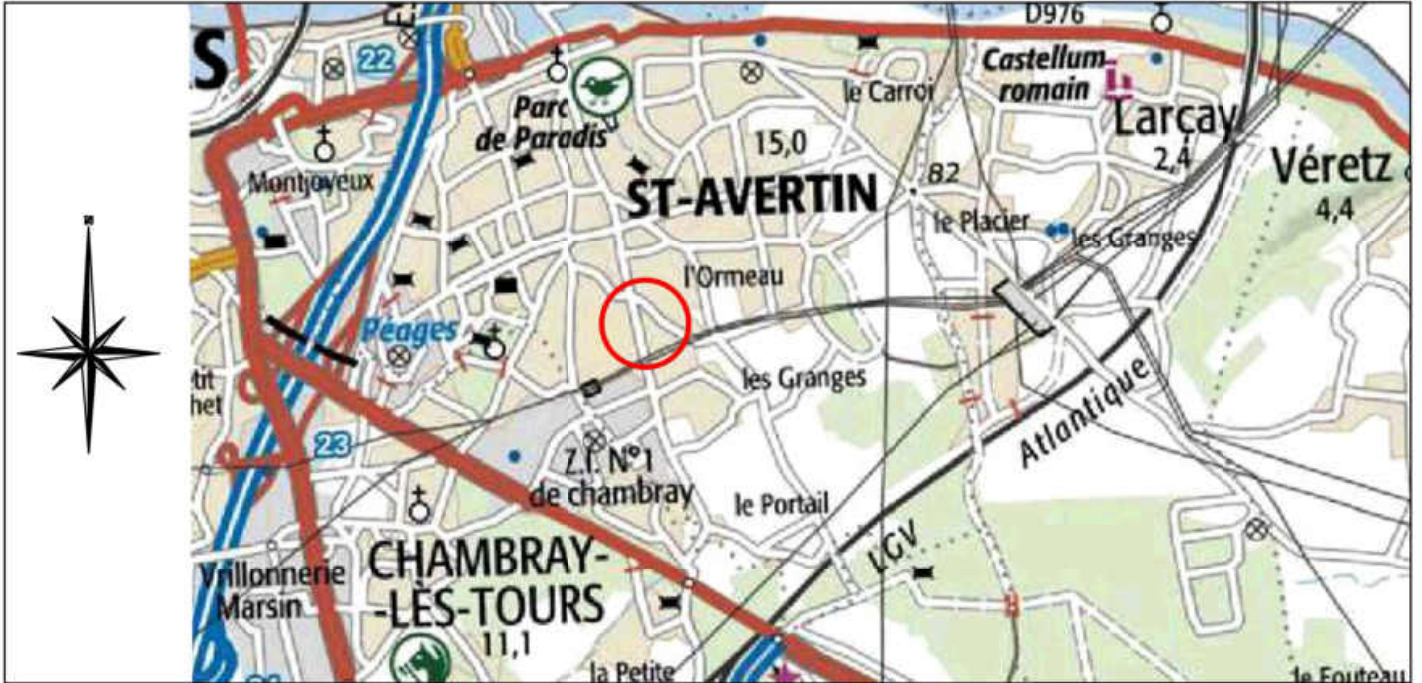 S
22
D976
Castellum
romain
le Carroi
Parc
de Paradis
15,0
Larçay
2,4
Véretz
4,4
Montjoyeux
ST-AVERTIN
82
le Placier
les Granges
l'Ormeau
Péages
les Granges
Atlantique
23
Z.I. N°1
de chambray
le Portail
LGV
CHAMBRAY-
-LÈS-TOURS
11,1
Vrillonnerie
Marsin
la Petite
le Fouteau